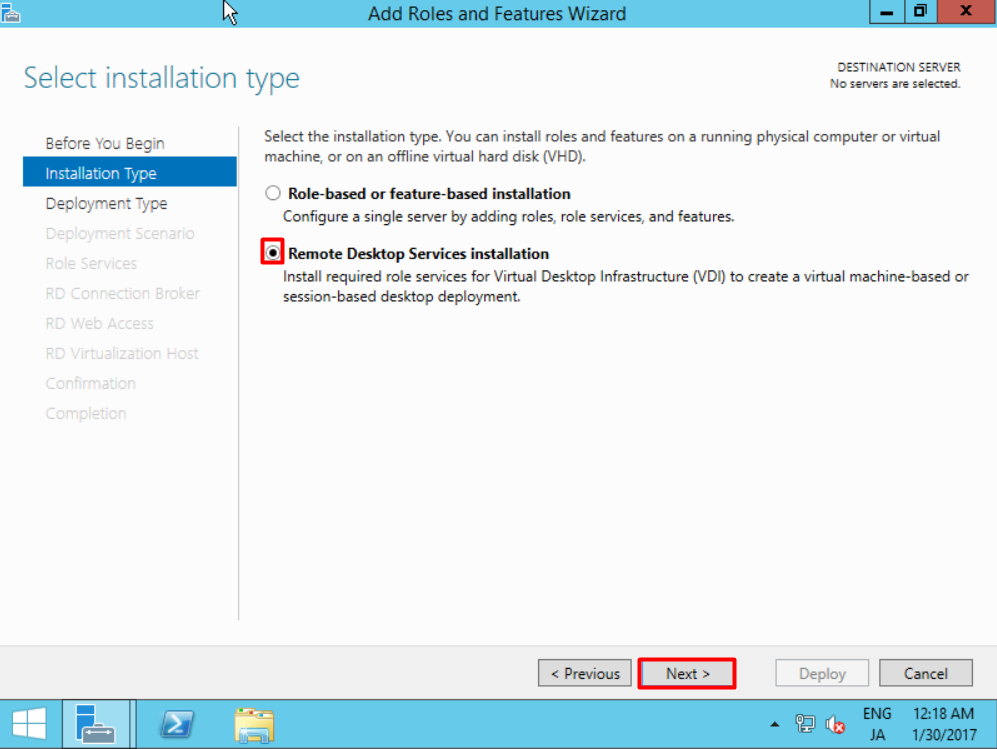 Add Roles and Features Wizard
Select installation type
DESTINATION SERVER
No servers are selected.
Before You Begin
Installation Type
Deployment Type
Deployment Scenario
Role Services
RD Connection Broker
RD Web Access
RD Virtualization Host
Confirmation
Completion
Select the installation type. You can install roles and features on a running physical computer or virtual
machine, or on an offline virtual hard disk (VHD).
Role-based or feature-based installation
Configure a single server by adding roles, role services, and features.
Remote Desktop Services installation
Install required role services for Virtual Desktop Infrastructure (VDI) to create a virtual machine-based or
session-based desktop deployment.
< Previous
Next >
Deploy
Cancel
ENG
JA
12:18 AM
1/30/2017